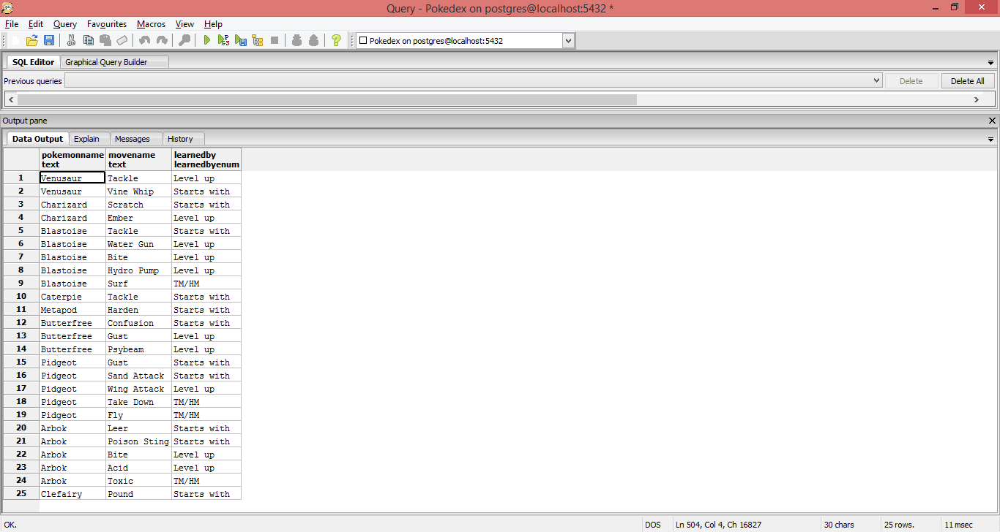 Query - Pokedex on postgres@localhost:5432 *
File Edit Query Favourites Macros View Help
Pokedex on postgres@localhost:5432
SQL Editor Graphical Query Builder
Previous queries Delete Delete All
Output pane
Data Output Explain Messages History
pokemonname movename learnedby
text text learnedbyenum
1 Venusaur Tackle Level up
2 Venusaur Vine Whip Starts with
3 Charizard Scratch Starts with
4 Charizard Ember Level up
5 Blastoise Tackle Starts with
6 Blastoise Water Gun Level up
7 Blastoise Bite Level up
8 Blastoise Hydro Pump Level up
9 Blastoise Surf TM/HM
10 Caterpie Tackle Starts with
11 Metapod Harden Starts with
12 Butterfree Confusion Starts with
13 Butterfree Gust Level up
14 Butterfree Psybeam Level up
15 Pidgeot Gust Starts with
16 Pidgeot Sand Attack Starts with
17 Pidgeot Wing Attack Level up
18 Pidgeot Take Down TM/HM
19 Pidgeot Fly TM/HM
20 Arbok Leer Starts with
21 Arbok Poison Sting Starts with
22 Arbok Bite Level up
23 Arbok Acid Level up
24 Arbok Toxic TM/HM
25 Clefairy Pound Starts with
OK. DOS Ln 504, Col 4, Ch 16827 30 chars 25 rows. 11 msec